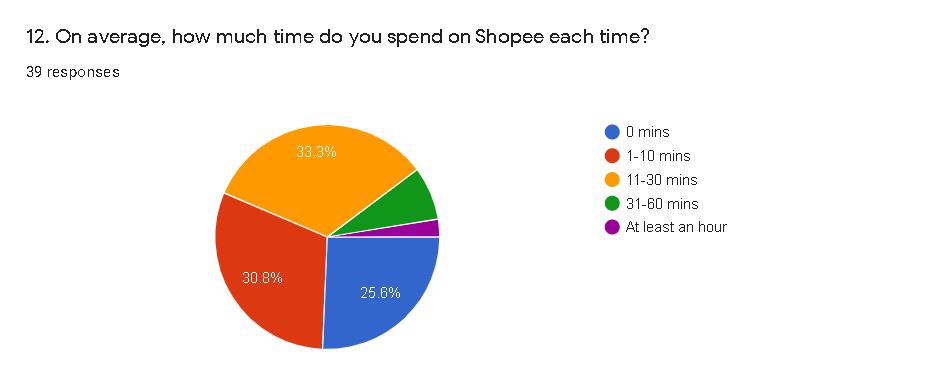 12. On average, how much time do you spend on Shopee each time?
39 responses
33.3%
30.8%
25.6%
0 mins
1-10 mins
11-30 mins
31-60 mins
At least an hour